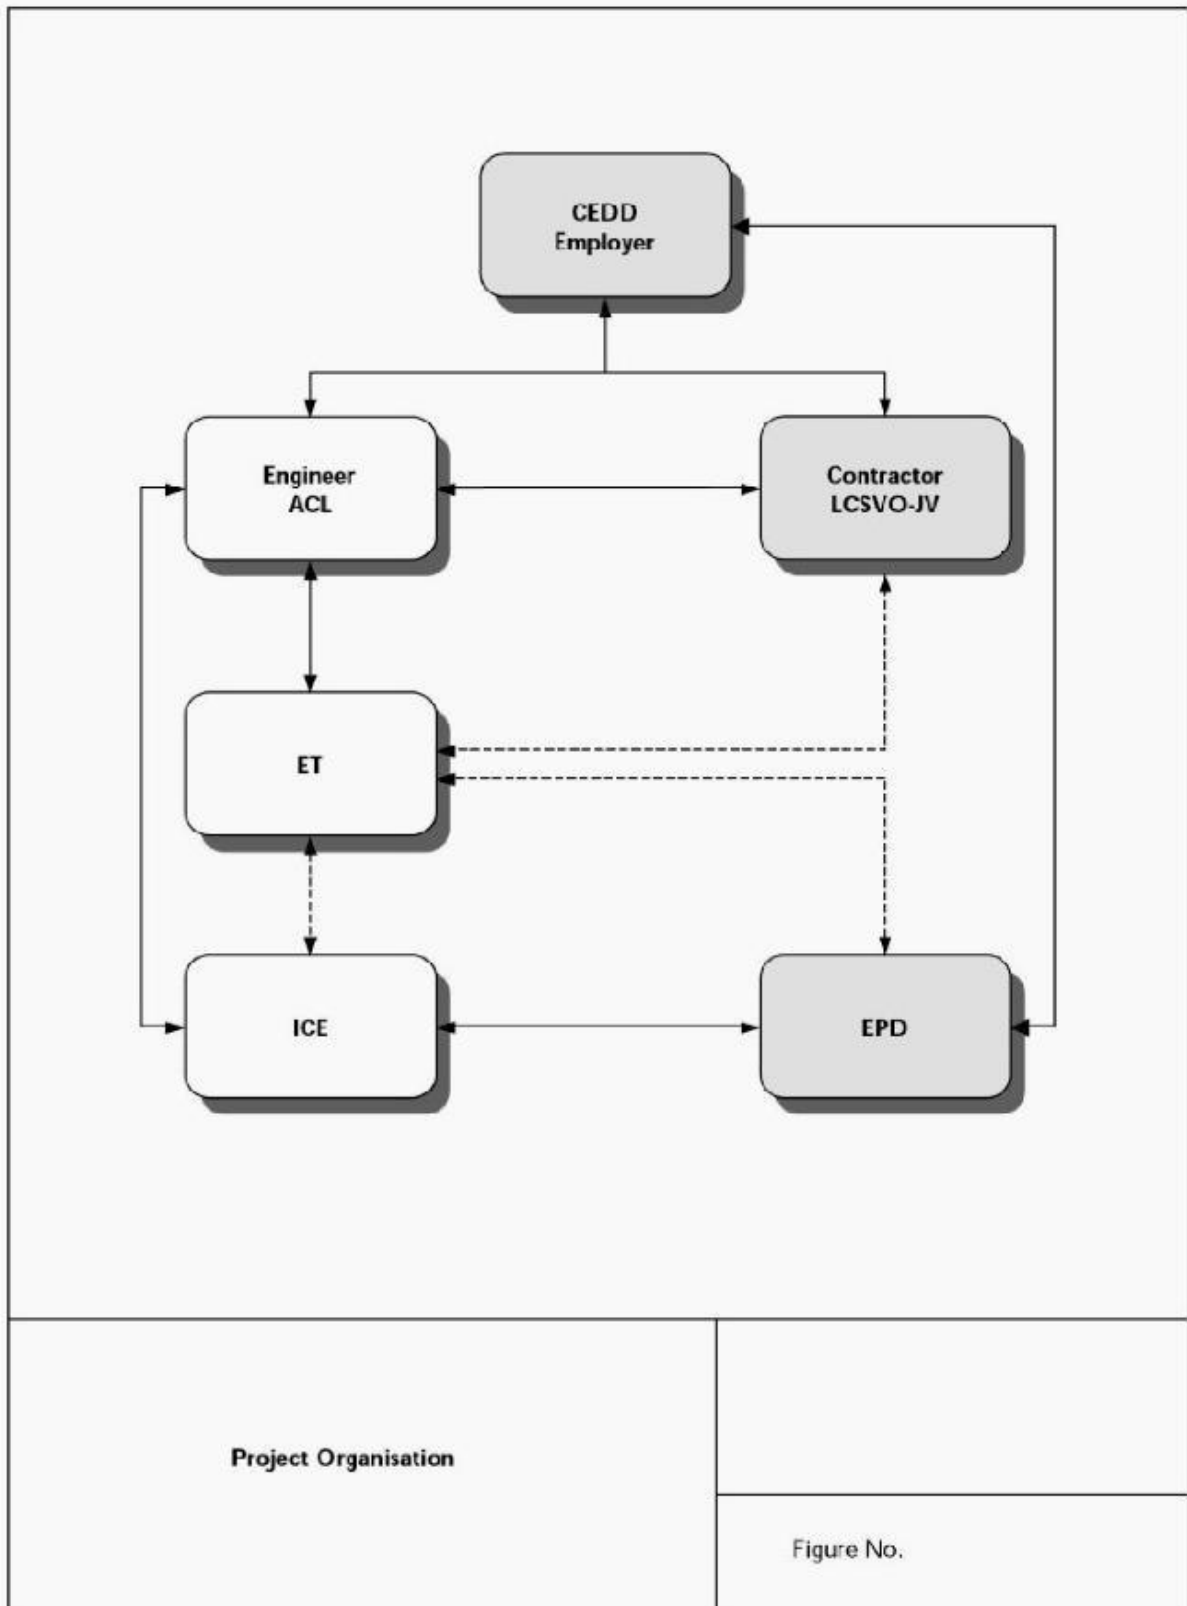 CEDD
Employer
Engineer
ACL
Contractor
LCSVO-JV
ET
ICE
EPD
Project Organisation
Figure No.